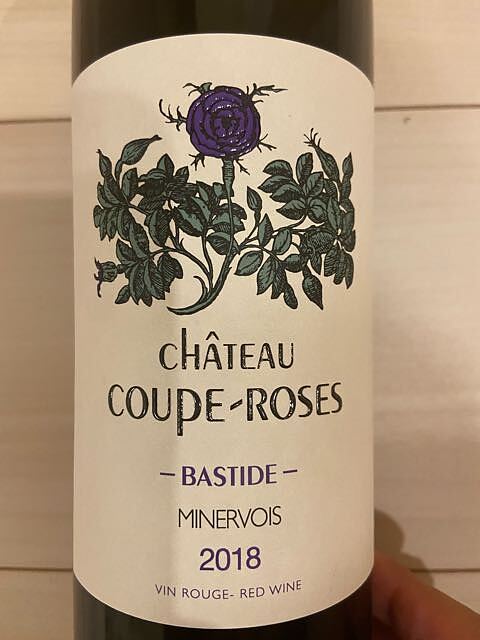 CHÂTEAU
COUPE-ROSES
- BASTIDE -
MINERVOIS
2018
VIN ROUGE- RED WINE